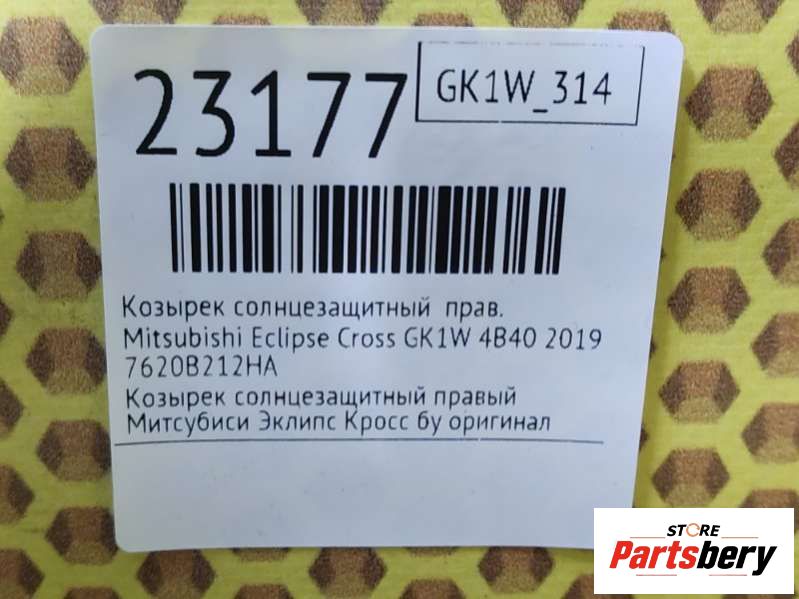 23177
GK1W_314
Козырек солнцезащитный прав.
Mitsubishi Eclipse Cross GK1W 4B40 2019
7620B212HA
Козырек солнцезащитный правый
Митсубиси Эклипс Кросс бу оригинал
STORE
Partsbery